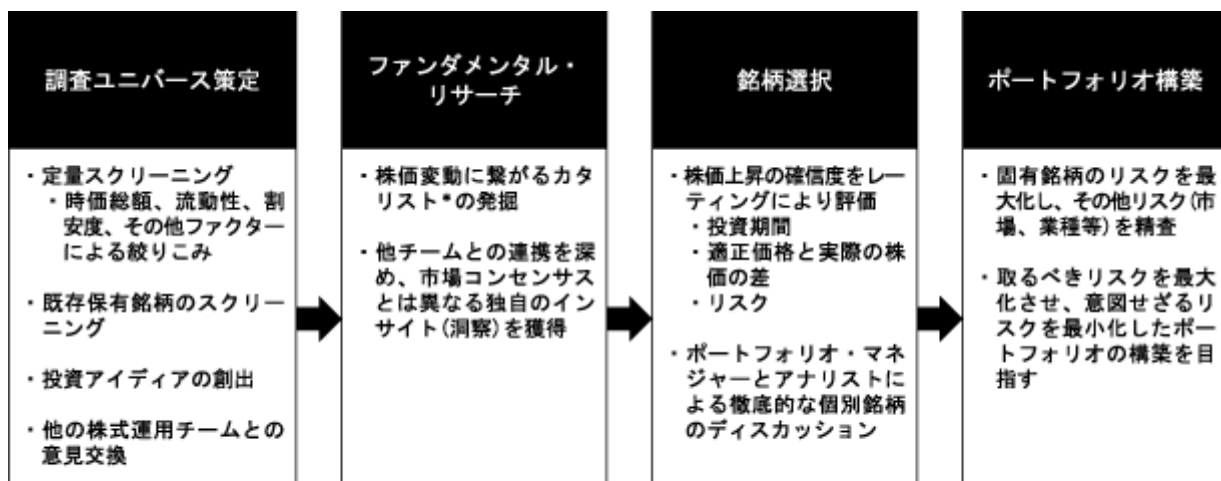 調査ユニバース策定
・定量スクリーニング
・時価総額、流動性、割
安度、その他ファクター
による絞りこみ
・既存保有銘柄のスクリー
ニング
・投資アイディアの創出
・他の株式運用チームとの
意見交換
ファンダメンタル・
リサーチ
・株価変動に繋がるカタ
リスト*の発掘
・他チームとの連携を深
め、市場コンセンサス
とは異なる独自のイン
サイト(洞察)を獲得
銘柄選択
・株価上昇の確信度をレー
ティングにより評価
・投資期間
・適正価格と実際の株
価の差
・リスク
・ポートフォリオ・マネ
ジャーとアナリストに
よる徹底的な個別銘柄
のディスカッション
ポートフォリオ構築
・固有銘柄のリスクを最
大化し、その他リスク(市
場、業種等)を精査
・取るべきリスクを最大
化させ、意図せざるリ
スクを最小化したポー
トフォリオの構築を目
指す